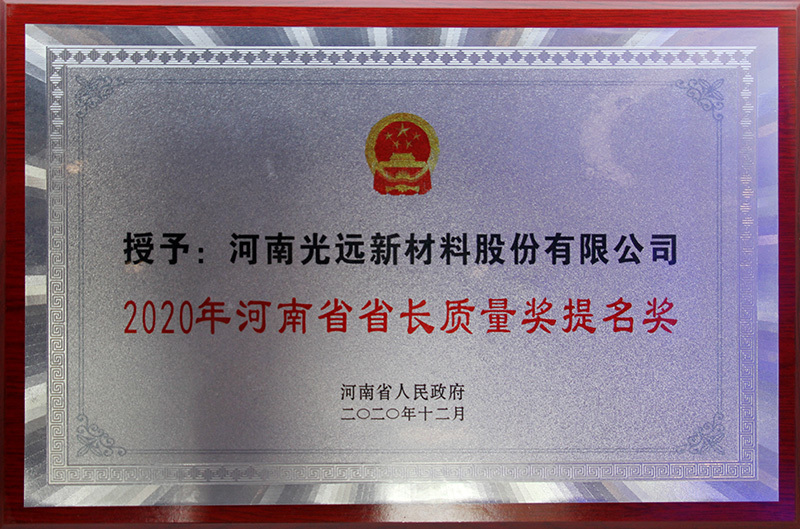 授予：河南光远新材料股份有限公司
2020年河南省省长质量奖提名奖
河南省人民政府
二〇二〇年十二月